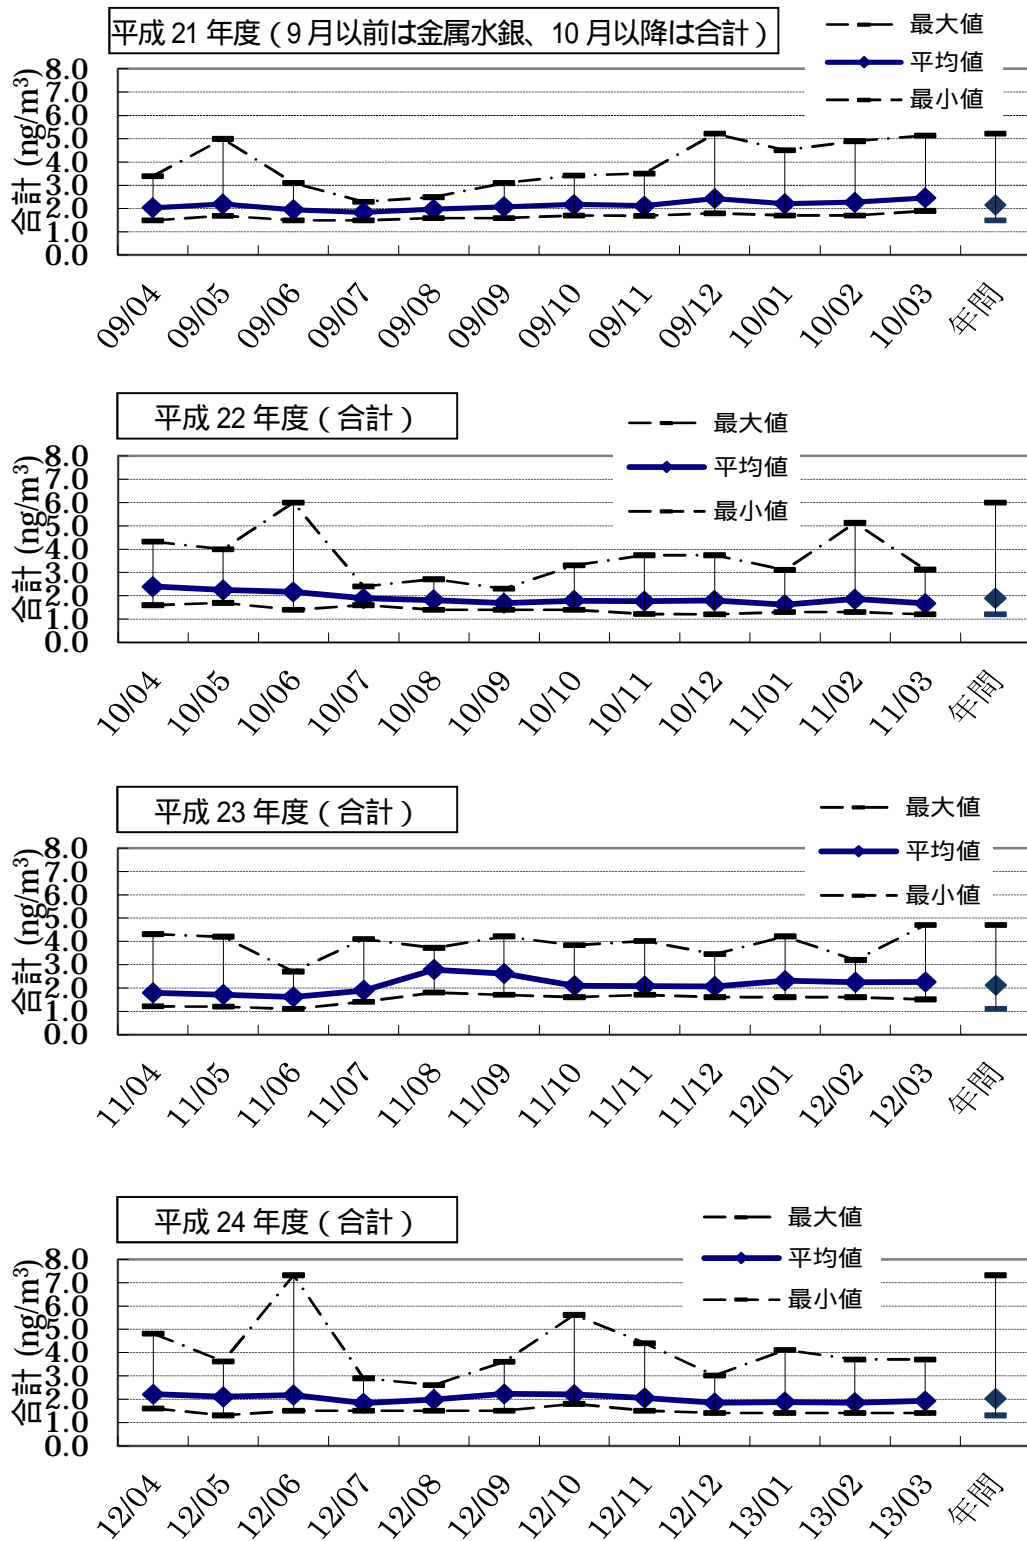 平成 21 年度（9 月以前は金属水銀、10 月以降は合計）
最大値
平均値
最小値
合計 (ng/m³)
8.0
7.0
6.0
5.0
4.0
3.0
2.0
1.0
0.0
09/04 09/05 09/06 09/07 09/08 09/09 09/10 09/11 09/12 10/01 10/02 10/03 年間
平成 22 年度（合計）
最大値
平均値
最小値
合計 (ng/m³)
8.0
7.0
6.0
5.0
4.0
3.0
2.0
1.0
0.0
10/04 10/05 10/06 10/07 10/08 10/09 10/10 10/11 10/12 11/01 11/02 11/03 年間
平成 23 年度（合計）
最大値
平均値
最小値
合計 (ng/m³)
8.0
7.0
6.0
5.0
4.0
3.0
2.0
1.0
0.0
11/04 11/05 11/06 11/07 11/08 11/09 11/10 11/11 11/12 12/01 12/02 12/03 年間
平成 24 年度（合計）
最大値
平均値
最小値
合計 (ng/m³)
8.0
7.0
6.0
5.0
4.0
3.0
2.0
1.0
0.0
12/04 12/05 12/06 12/07 12/08 12/09 12/10 12/11 12/12 13/01 13/02 13/03 年間